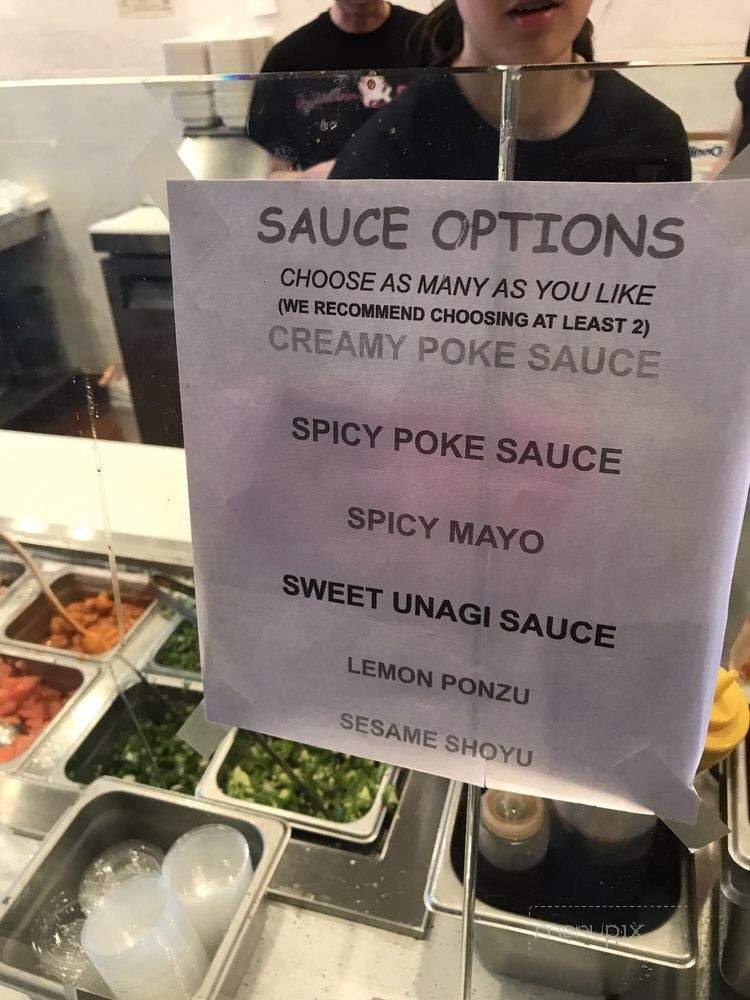 SAUCE OPTIONS
CHOOSE AS MANY AS YOU LIKE
(WE RECOMMEND CHOOSING AT LEAST 2)
CREAMY POKE SAUCE
SPICY POKE SAUCE
SPICY MAYO
SWEET UNAGI SAUCE
LEMON PONZU
SESAME SHOYU
menupix